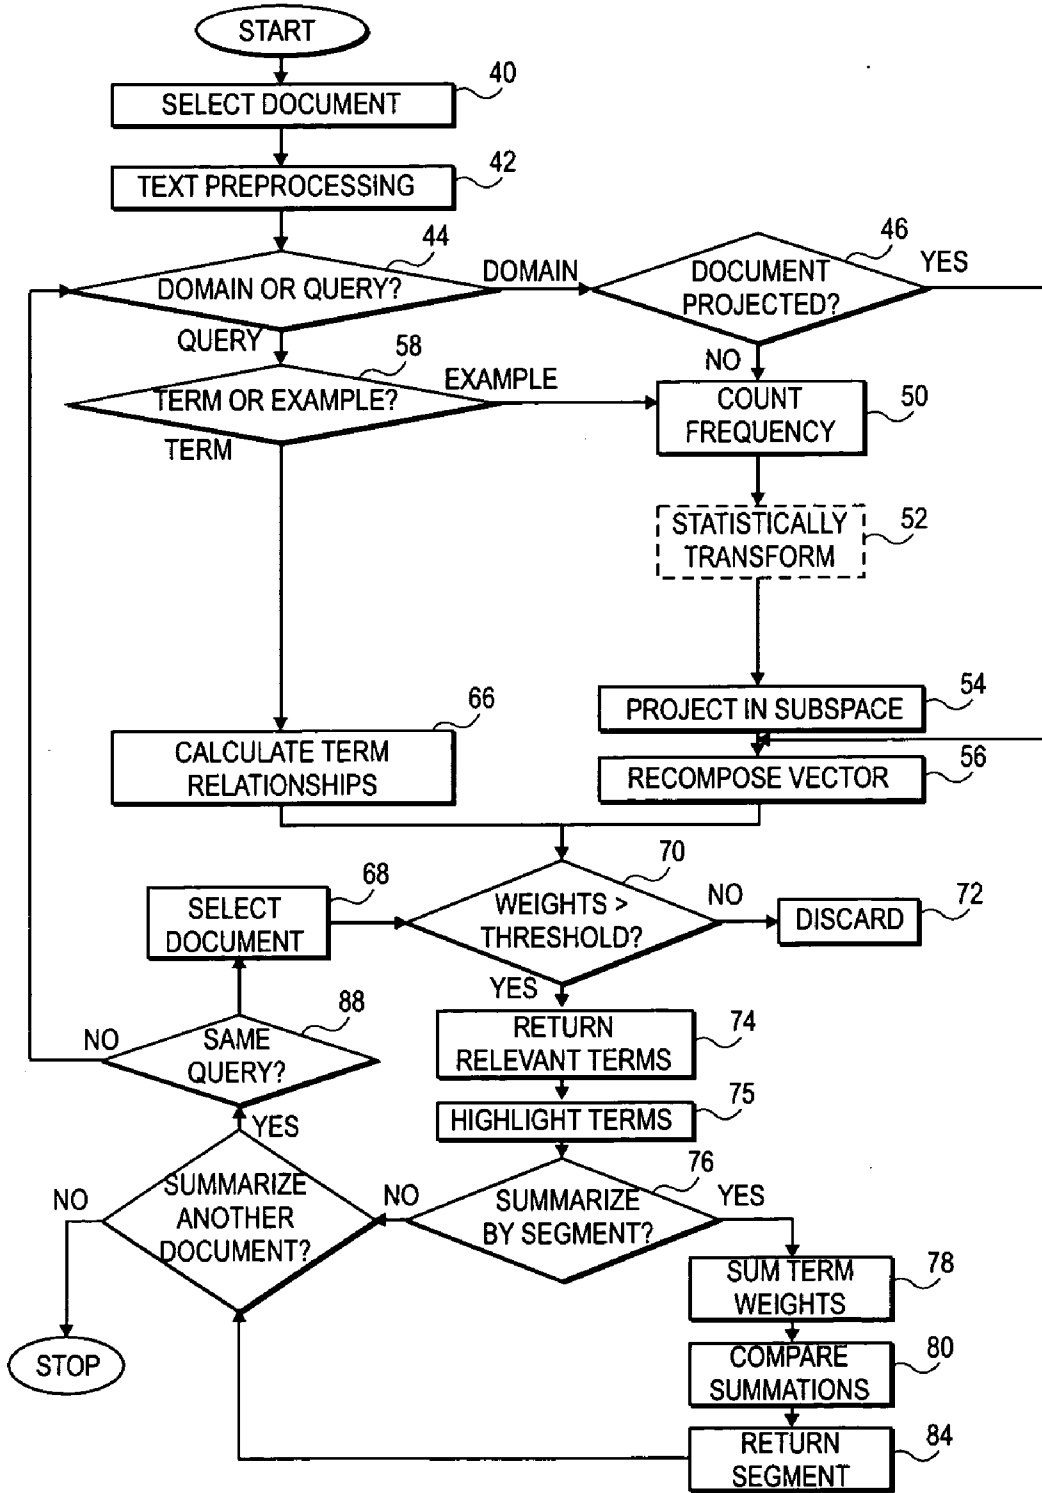 START
40
SELECT DOCUMENT
42
TEXT PREPROCESSING
44
DOMAIN OR QUERY?
DOMAIN
46
DOCUMENT
PROJECTED?
YES
QUERY
58
TERM OR EXAMPLE?
EXAMPLE
NO
COUNT
FREQUENCY
50
TERM
STATISTICALLY
TRANSFORM
52
54
PROJECT IN SUBSPACE
66
CALCULATE TERM
RELATIONSHIPS
56
RECOMPOSE VECTOR
68
SELECT
DOCUMENT
70
WEIGHTS >
THRESHOLD?
NO
72
DISCARD
YES
88
NO
SAME
QUERY?
RETURN
RELEVANT TERMS
74
75
HIGHLIGHT TERMS
YES
76
NO
SUMMARIZE
ANOTHER
DOCUMENT?
NO
SUMMARIZE
BY SEGMENT?
YES
78
SUM TERM
WEIGHTS
STOP
80
COMPARE
SUMMATIONS
84
RETURN
SEGMENT